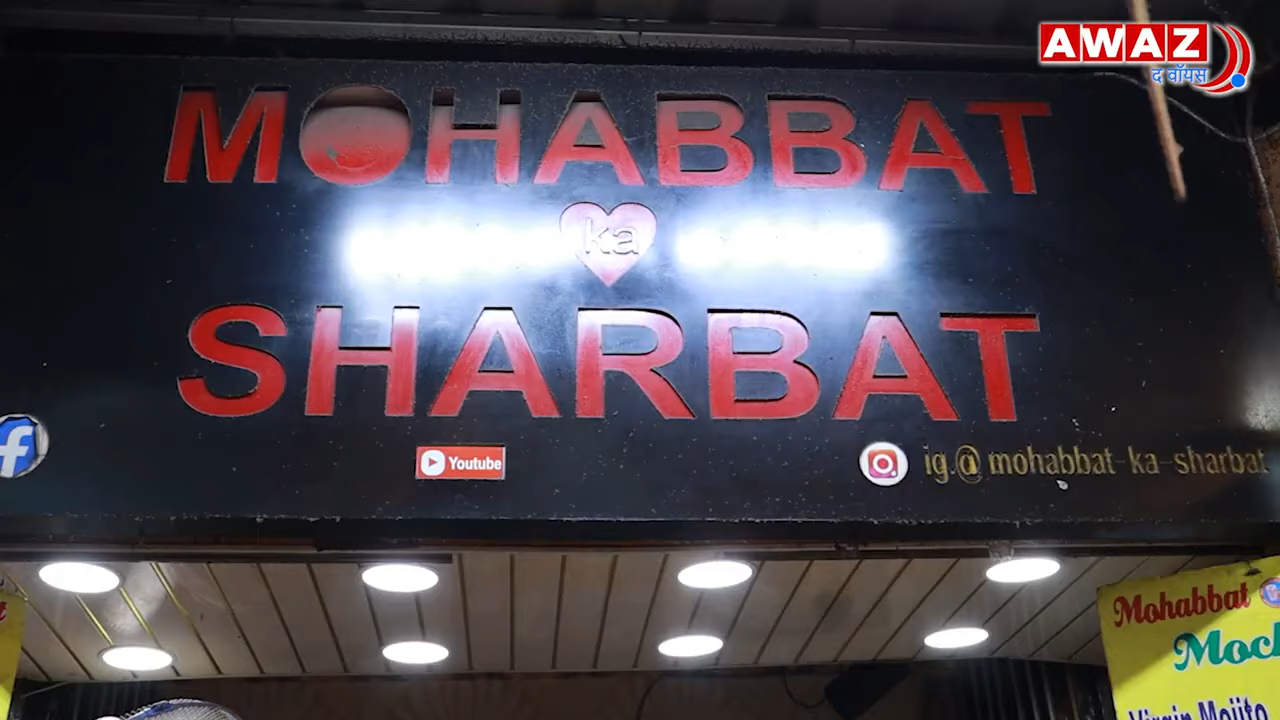 AWAZ
द वॉयस
MOHABBAT
ka
SHARBAT
Youtube
ig.@mohabbat-ka-sharbat
Mohabbat
Virgin Mojito